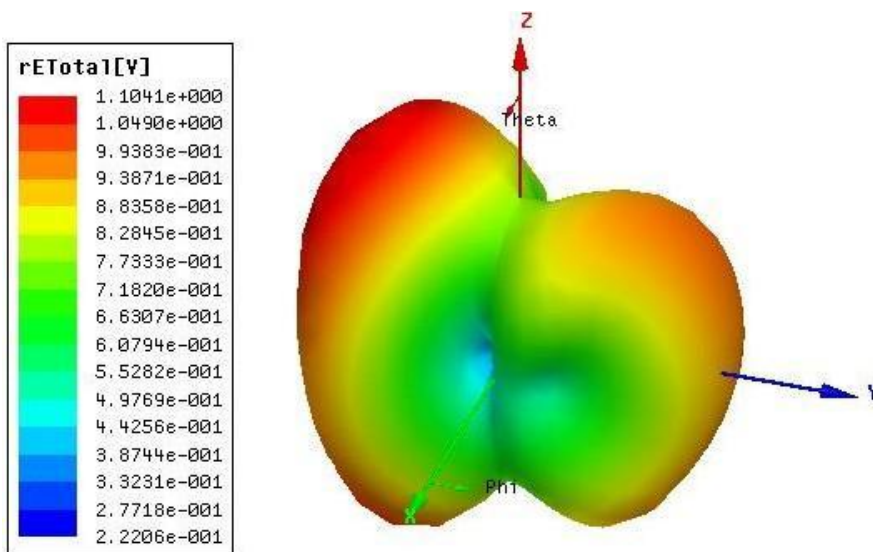 rETotal[V]
1.1041e+000
1.0490e+000
9.9383e-001
9.3871e-001
8.8358e-001
8.2845e-001
7.7333e-001
7.1820e-001
6.6307e-001
6.0794e-001
5.5282e-001
4.9769e-001
4.4256e-001
3.8744e-001
3.3231e-001
2.7718e-001
2.2206e-001
Z
Theta
Y
Phi
X